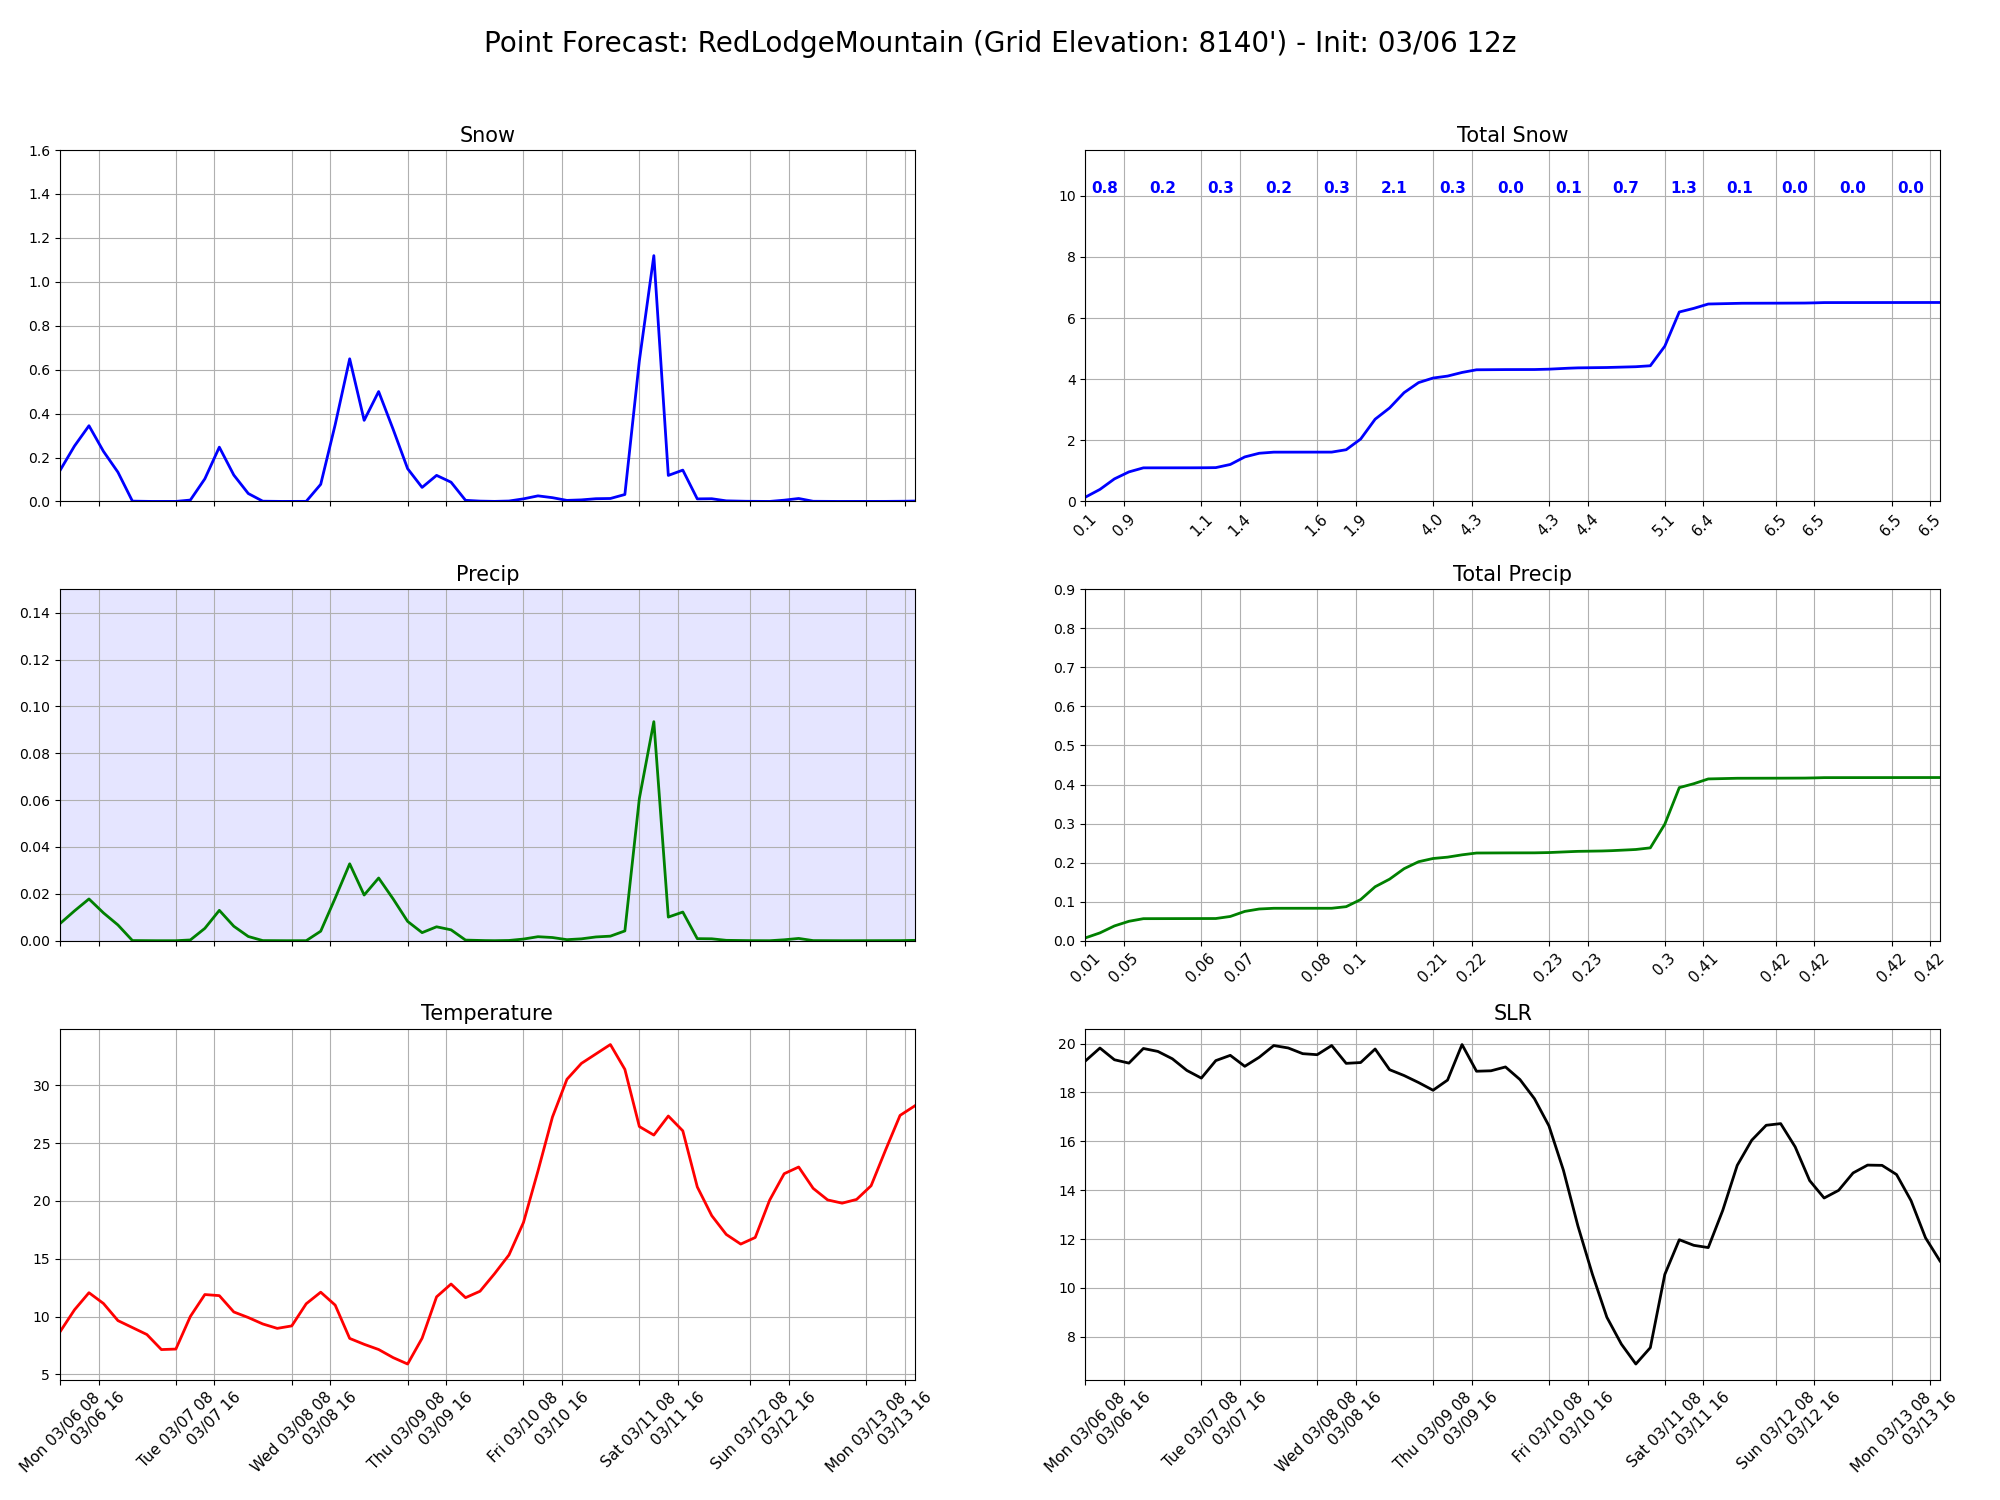 Point Forecast: RedLodgeMountain (Grid Elevation: 8140') - Init: 03/06 12z
Snow
1.6
1.4
1.2
1.0
0.8
0.6
0.4
0.2
0.0
Total Snow
0.8 0.2 0.3 0.2 0.3 2.1 0.3 0.0 0.1 0.7 1.3 0.1 0.0 0.0 0.0
10
8
6
4
2
0
0.1 0.9 1.1 1.4 1.6 1.9 4.0 4.3 4.3 4.4 5.1 6.4 6.5 6.5 6.5 6.5
Precip
0.14
0.12
0.10
0.08
0.06
0.04
0.02
0.00
Total Precip
0.9
0.8
0.7
0.6
0.5
0.4
0.3
0.2
0.1
0.0
0.01 0.05 0.06 0.07 0.08 0.1 0.21 0.22 0.23 0.23 0.3 0.41 0.42 0.42 0.42 0.42
Temperature
30
25
20
15
10
5
Mon 03/06 08
03/06 16
Tue 03/07 08
03/07 16
Wed 03/08 08
03/08 16
Thu 03/09 08
03/09 16
Fri 03/10 08
03/10 16
Sat 03/11 08
03/11 16
Sun 03/12 08
03/12 16
Mon 03/13 08
03/13 16
SLR
20
18
16
14
12
10
8
Mon 03/06 08
03/06 16
Tue 03/07 08
03/07 16
Wed 03/08 08
03/08 16
Thu 03/09 08
03/09 16
Fri 03/10 08
03/10 16
Sat 03/11 08
03/11 16
Sun 03/12 08
03/12 16
Mon 03/13 08
03/13 16